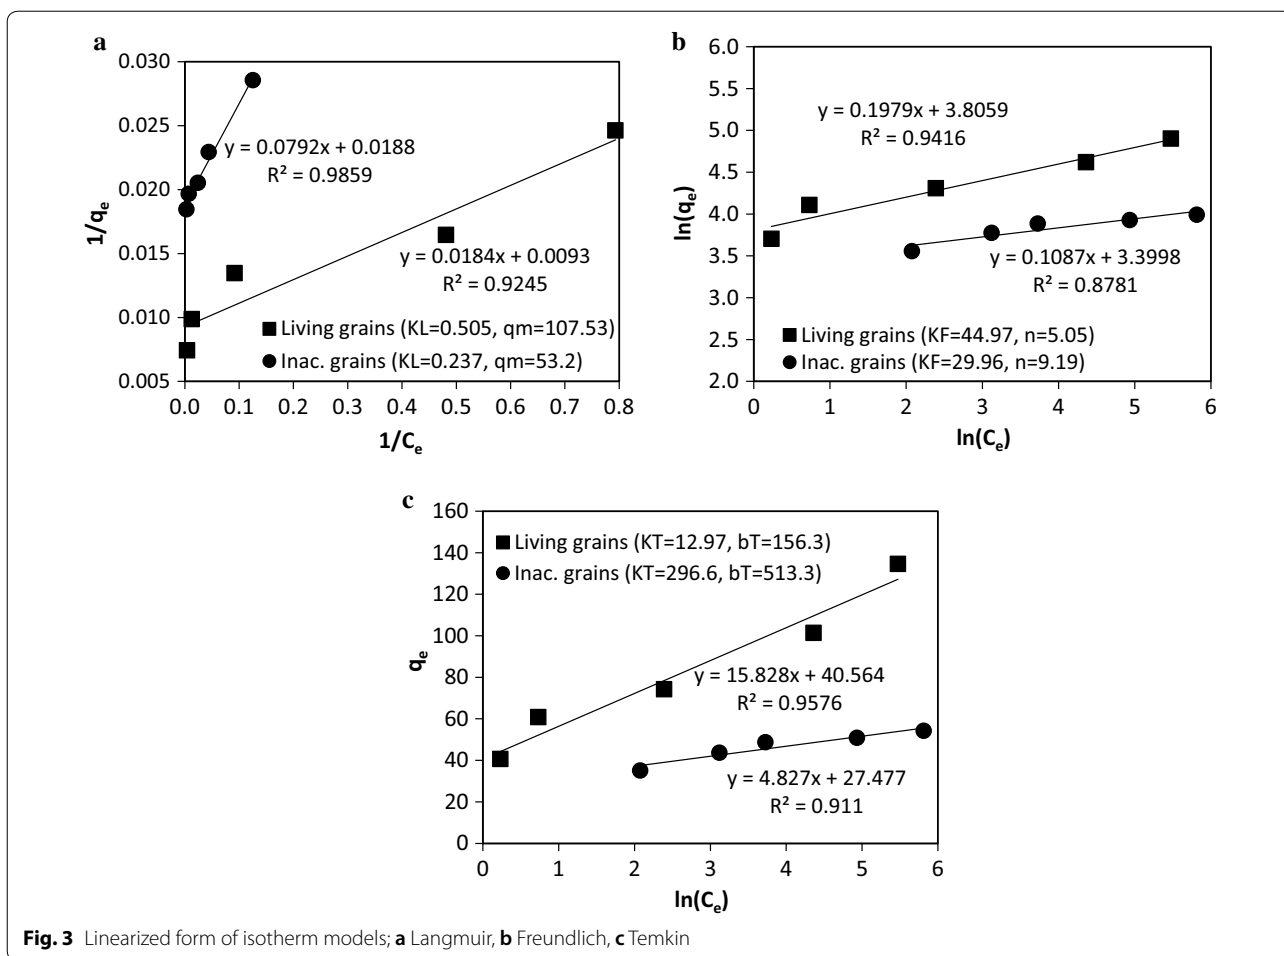 a
0.030
0.025
0.020
0.015
0.010
0.005
1/qₑ
y = 0.0792x + 0.0188
R² = 0.9859
y = 0.0184x + 0.0093
R² = 0.9245
Living grains (KL=0.505, qm=107.53)
Inac. grains (KL=0.237, qm=53.2)
0.0 0.1 0.2 0.3 0.4 0.5 0.6 0.7 0.8
1/Cₑ
b
6.0
5.5
5.0
4.5
4.0
3.5
3.0
2.5
2.0
ln(qₑ)
y = 0.1979x + 3.8059
R² = 0.9416
y = 0.1087x + 3.3998
R² = 0.8781
Living grains (KF=44.97, n=5.05)
Inac. grains (KF=29.96, n=9.19)
0 1 2 3 4 5 6
ln(Cₑ)
c
160
140
120
100
80
60
40
20
0
qₑ
Living grains (KT=12.97, bT=156.3)
Inac. grains (KT=296.6, bT=513.3)
y = 15.828x + 40.564
R² = 0.9576
y = 4.827x + 27.477
R² = 0.911
0 1 2 3 4 5 6
ln(Cₑ)
Fig. 3 Linearized form of isotherm models; a Langmuir, b Freundlich, c Temkin